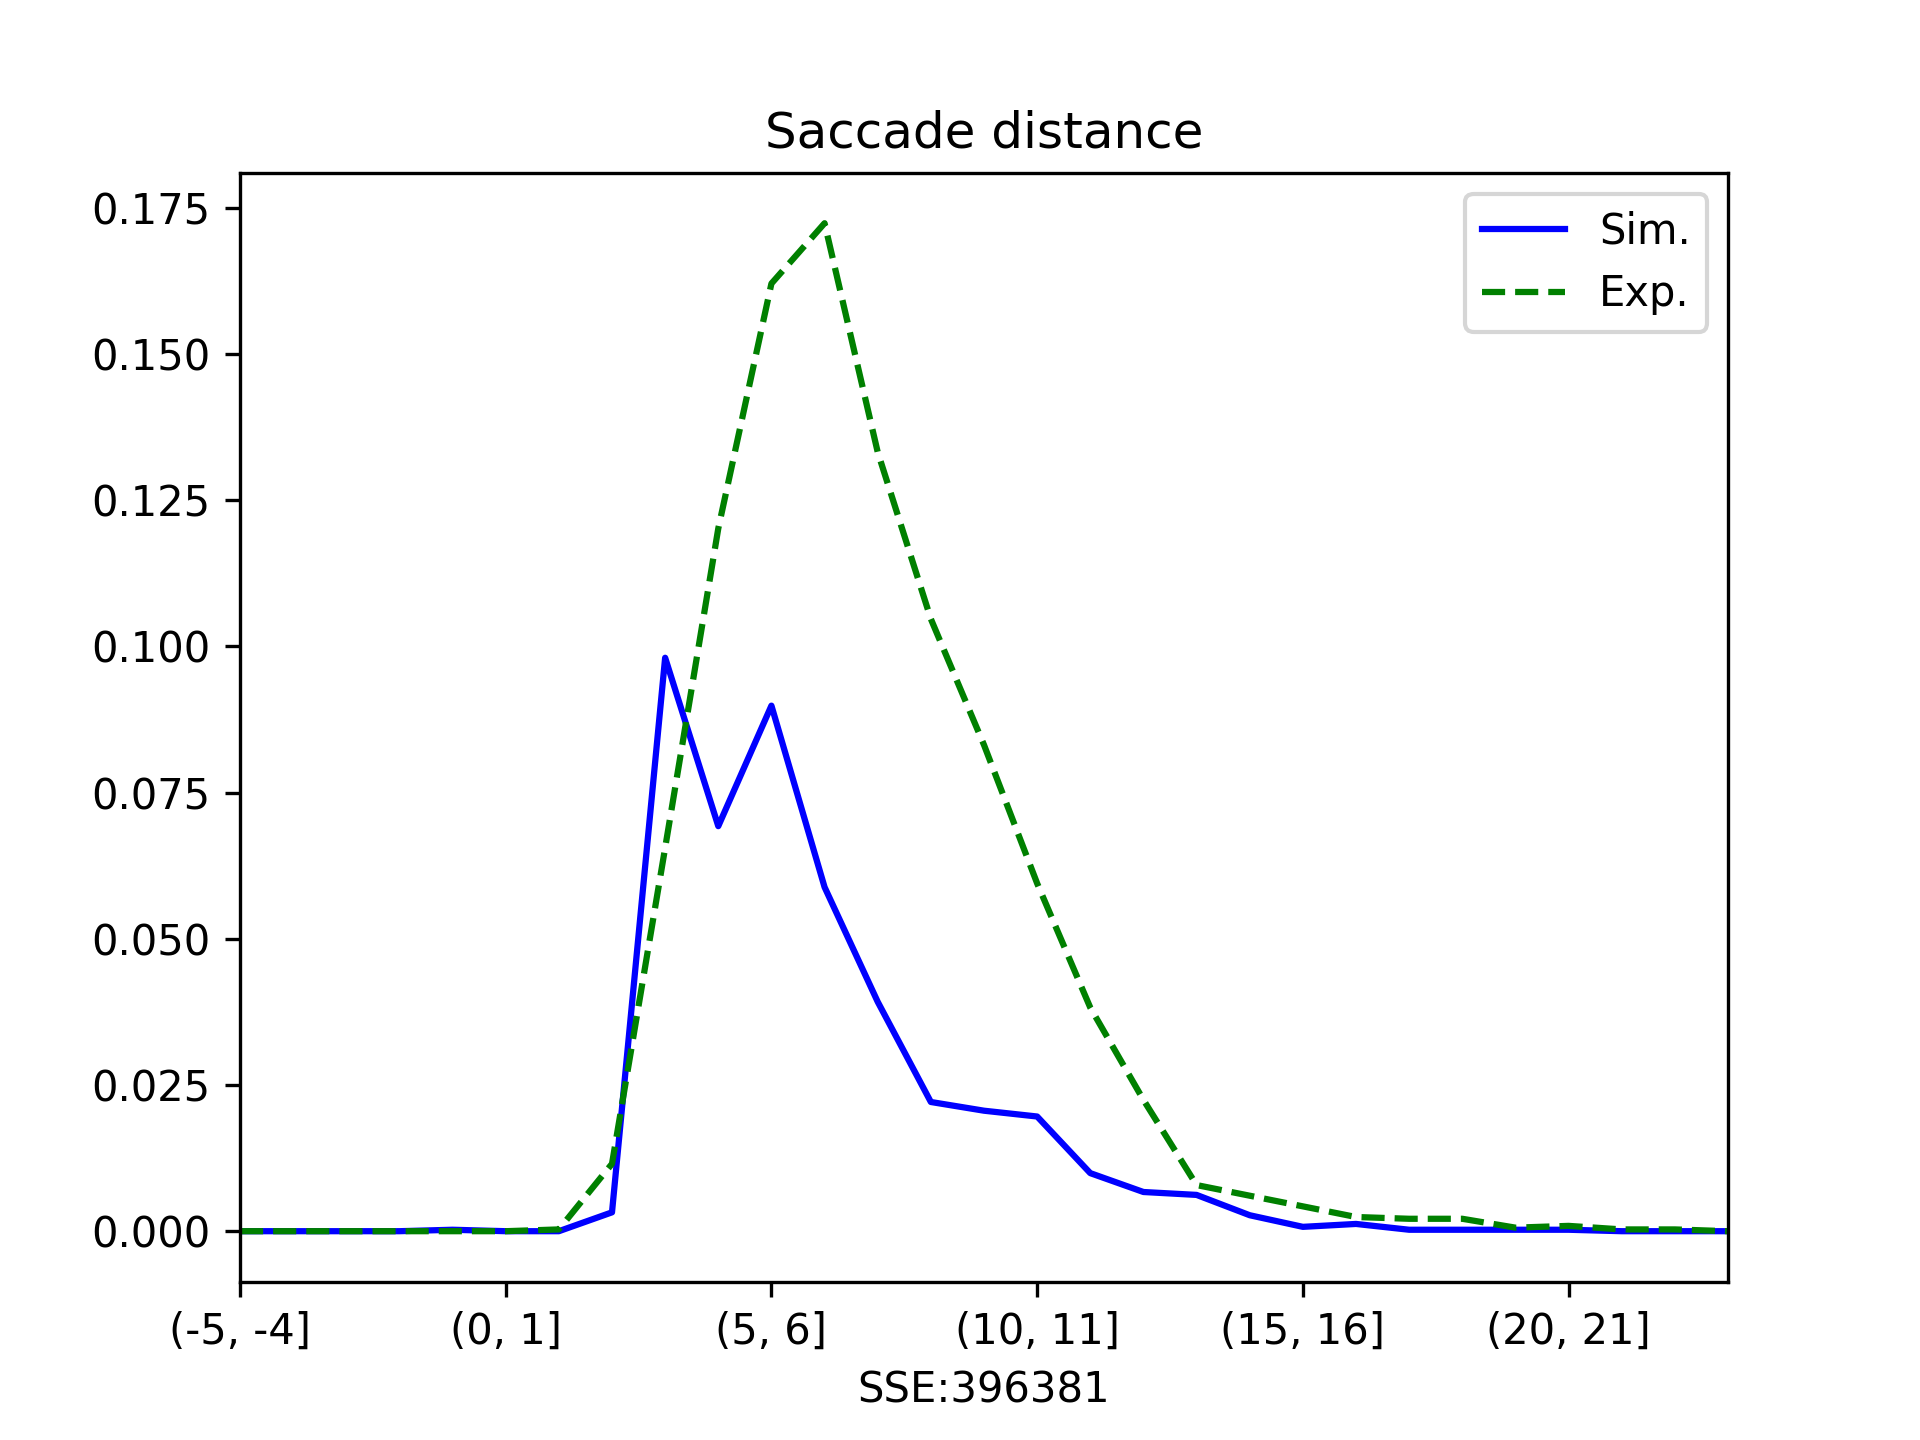 Saccade distance
0.175
0.150
0.125
0.100
0.075
0.050
0.025
0.000
Sim.
Exp.
(-5, -4] (0, 1] (5, 6] (10, 11] (15, 16] (20, 21]
SSE:396381